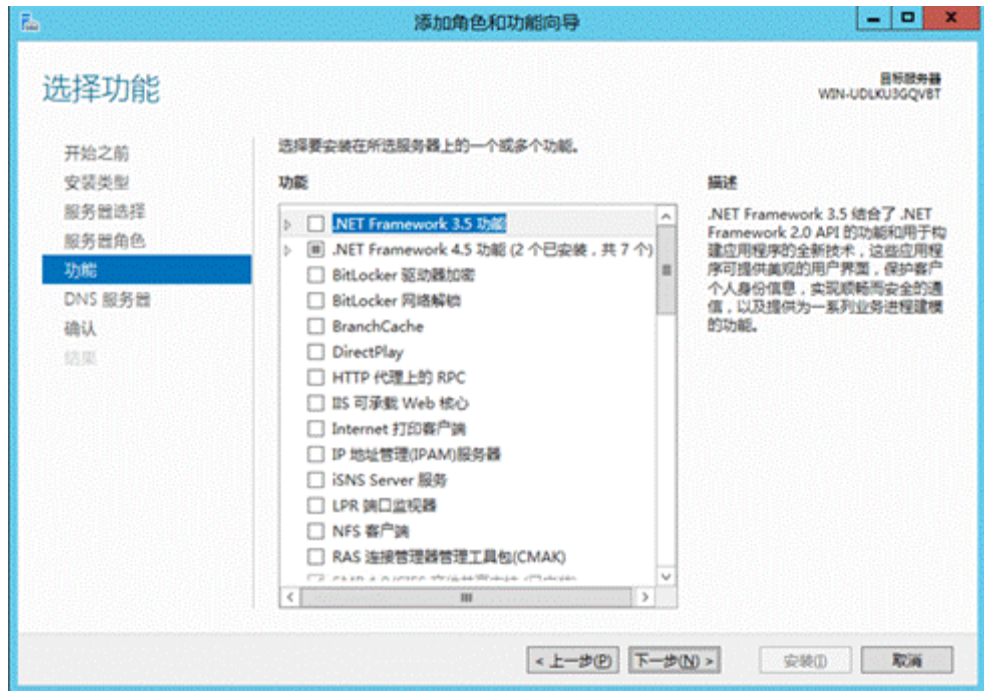 添加角色和功能向导
选择功能
目标服务器
WIN-UDLKU3GQVBT
开始之前
安装类型
服务器选择
服务器角色
功能
DNS 服务器
确认
结果
选择要安装在所选服务器上的一个或多个功能。
功能
.NET Framework 3.5 功能
.NET Framework 4.5 功能 (2 个已安装，共 7 个)
BitLocker 驱动器加密
BitLocker 网络解锁
BranchCache
DirectPlay
HTTP 代理上的 RPC
IIS 可承载 Web 核心
Internet 打印客户端
IP 地址管理(IPAM)服务器
iSNS Server 服务
LPR 端口监视器
NFS 客户端
RAS 连接管理器管理工具包(CMAK)
描述
.NET Framework 3.5 结合了 .NET
Framework 2.0 API 的功能和用于构
建应用程序的全新技术，这些应用程
序可提供美观的用户界面，保护客户
个人身份信息，实现顺畅而安全的通
信，以及提供为一系列业务进程建模
的功能。
< 上一步(P)
下一步(N) >
安装(I)
取消